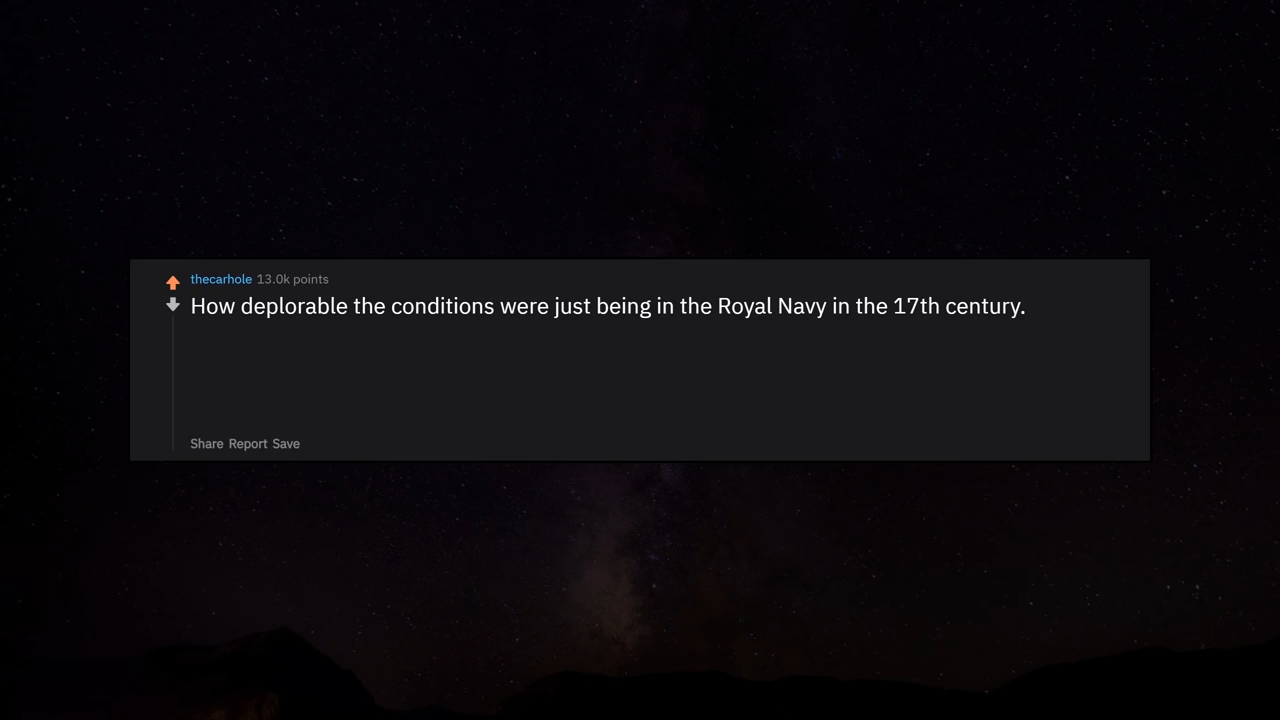 thecarhole 13.0k points
How deplorable the conditions were just being in the Royal Navy in the 17th century.
Share Report Save